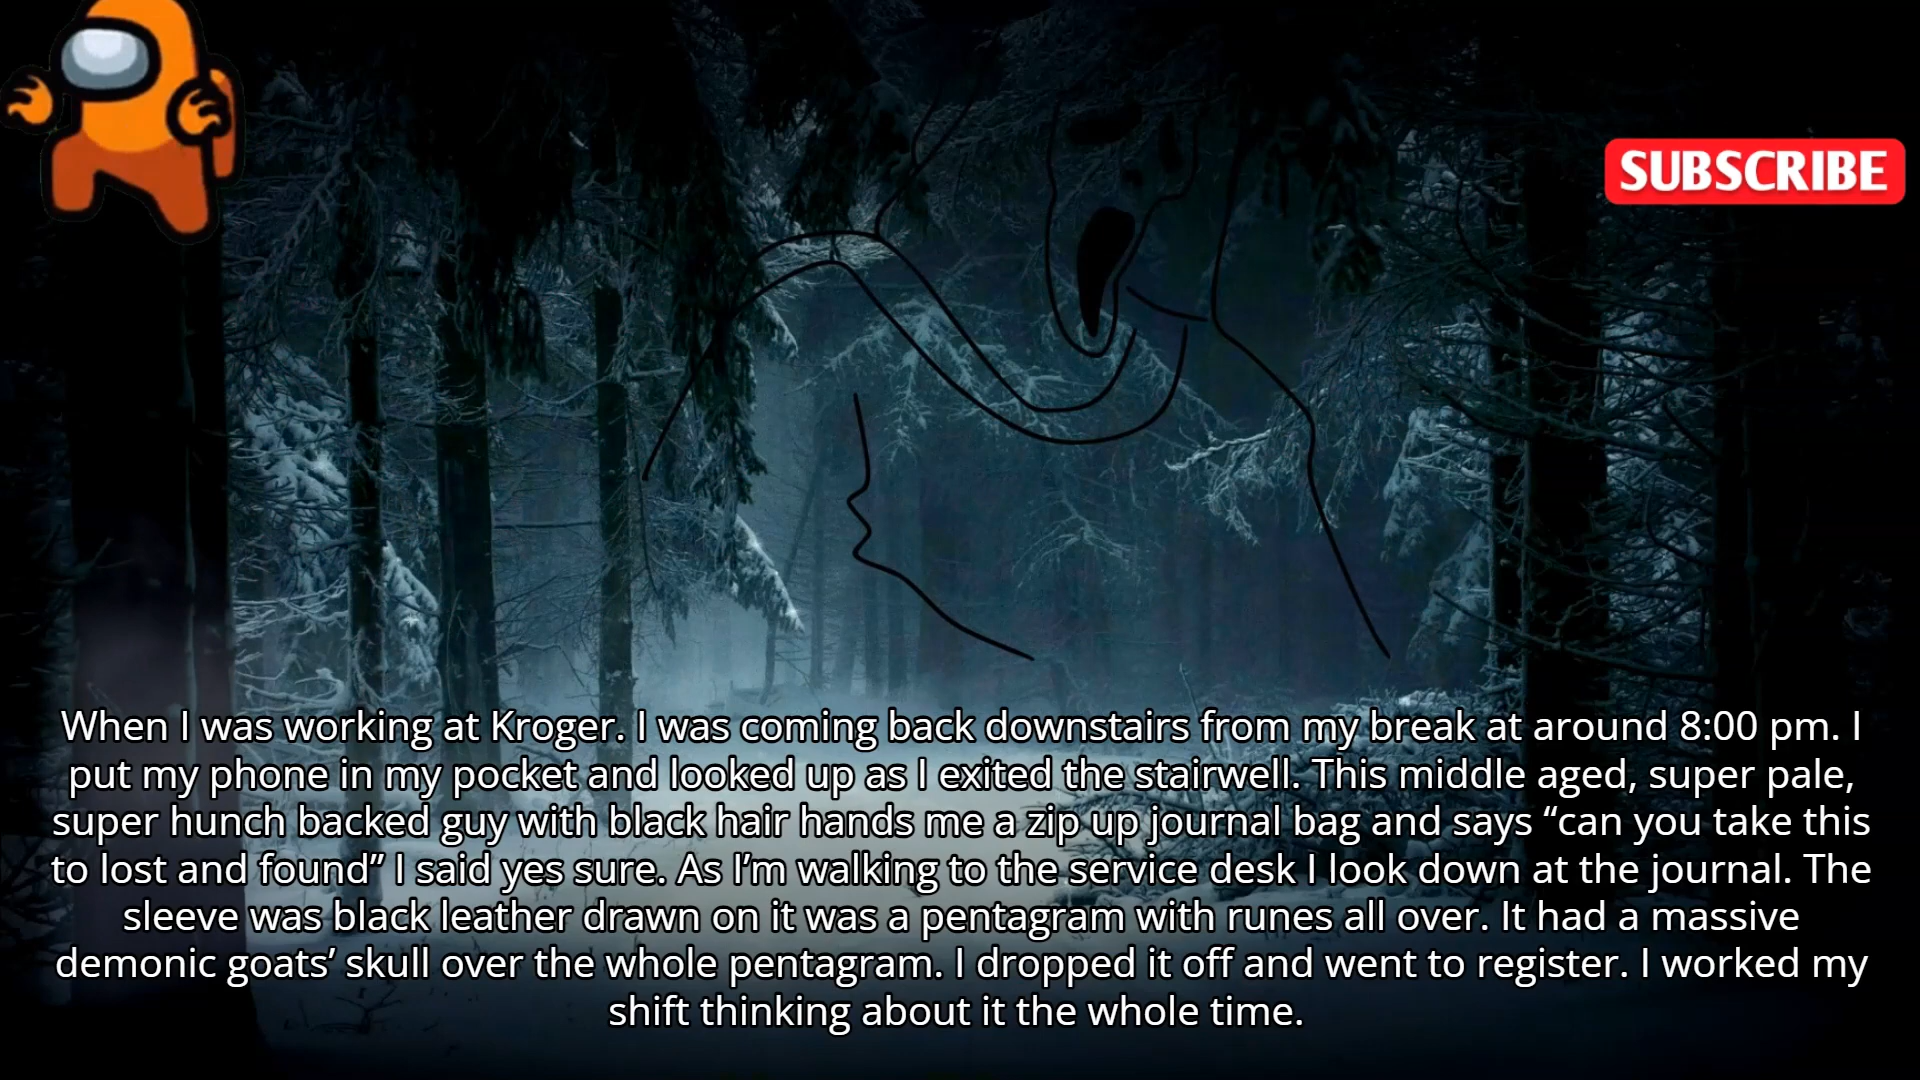 SUBSCRIBE
When I was working at Kroger. I was coming back downstairs from my break at around 8:00 pm. I
put my phone in my pocket and looked up as I exited the stairwell. This middle aged, super pale,
super hunch backed guy with black hair hands me a zip up journal bag and says “can you take this
to lost and found” I said yes sure. As I’m walking to the service desk I look down at the journal. The
sleeve was black leather drawn on it was a pentagram with runes all over. It had a massive
demonic goats’ skull over the whole pentagram. I dropped it off and went to register. I worked my
shift thinking about it the whole time.